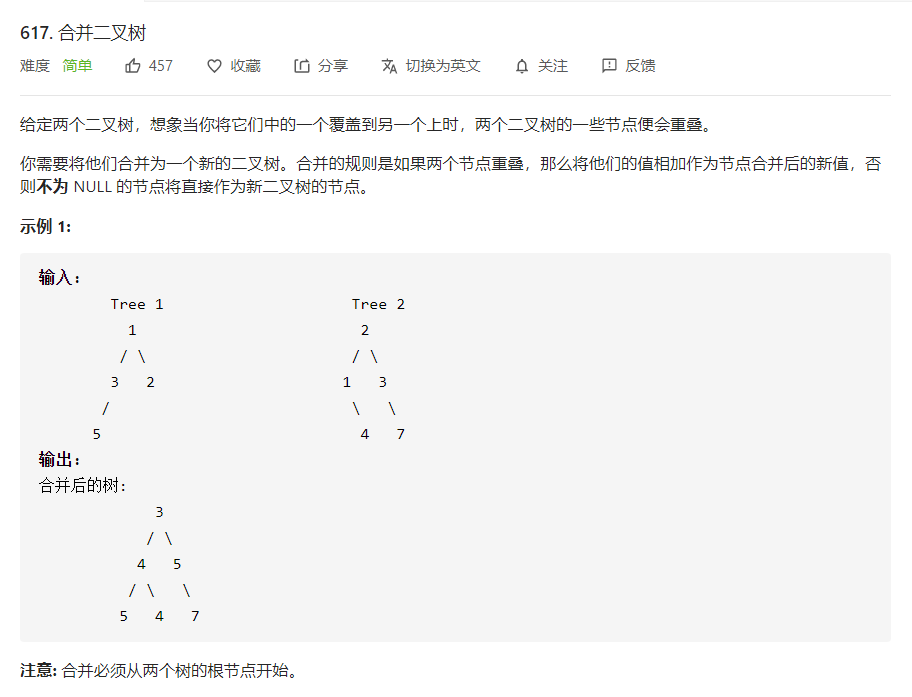 617. 合并二叉树
难度 简单 457 收藏 分享 切换为英文 关注 反馈
给定两个二叉树，想象当你将它们中的一个覆盖到另一个上时，两个二叉树的一些节点便会重叠。
你需要将他们合并为一个新的二叉树。合并的规则是如果两个节点重叠，那么将他们的值相加作为节点合并后的新值，否
则不为 NULL 的节点将直接作为新二叉树的节点。
示例 1:
输入:
Tree 1 Tree 2
1 2
/ \ / \
3 2 1 3
/ \ \
5 4 7
输出:
合并后的树:
3
/ \
4 5
/ \ \
5 4 7
注意: 合并必须从两个树的根节点开始。